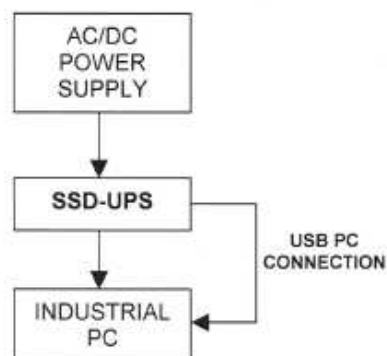 AC/DC
POWER
SUPPLY
SSD-UPS
USB PC
CONNECTION
INDUSTRIAL
PC